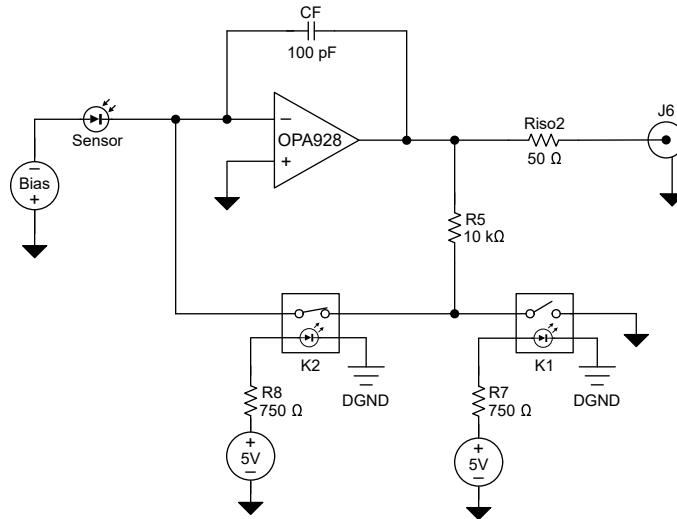 CF
100 pF
J6
Riso2
−
OPA928
+
50 Ω
Sensor
−
Bias
+
R5
10 kΩ
K2
K1
R8
750 Ω
DGND
R7
750 Ω
DGND
+
5V
−
+
5V
−